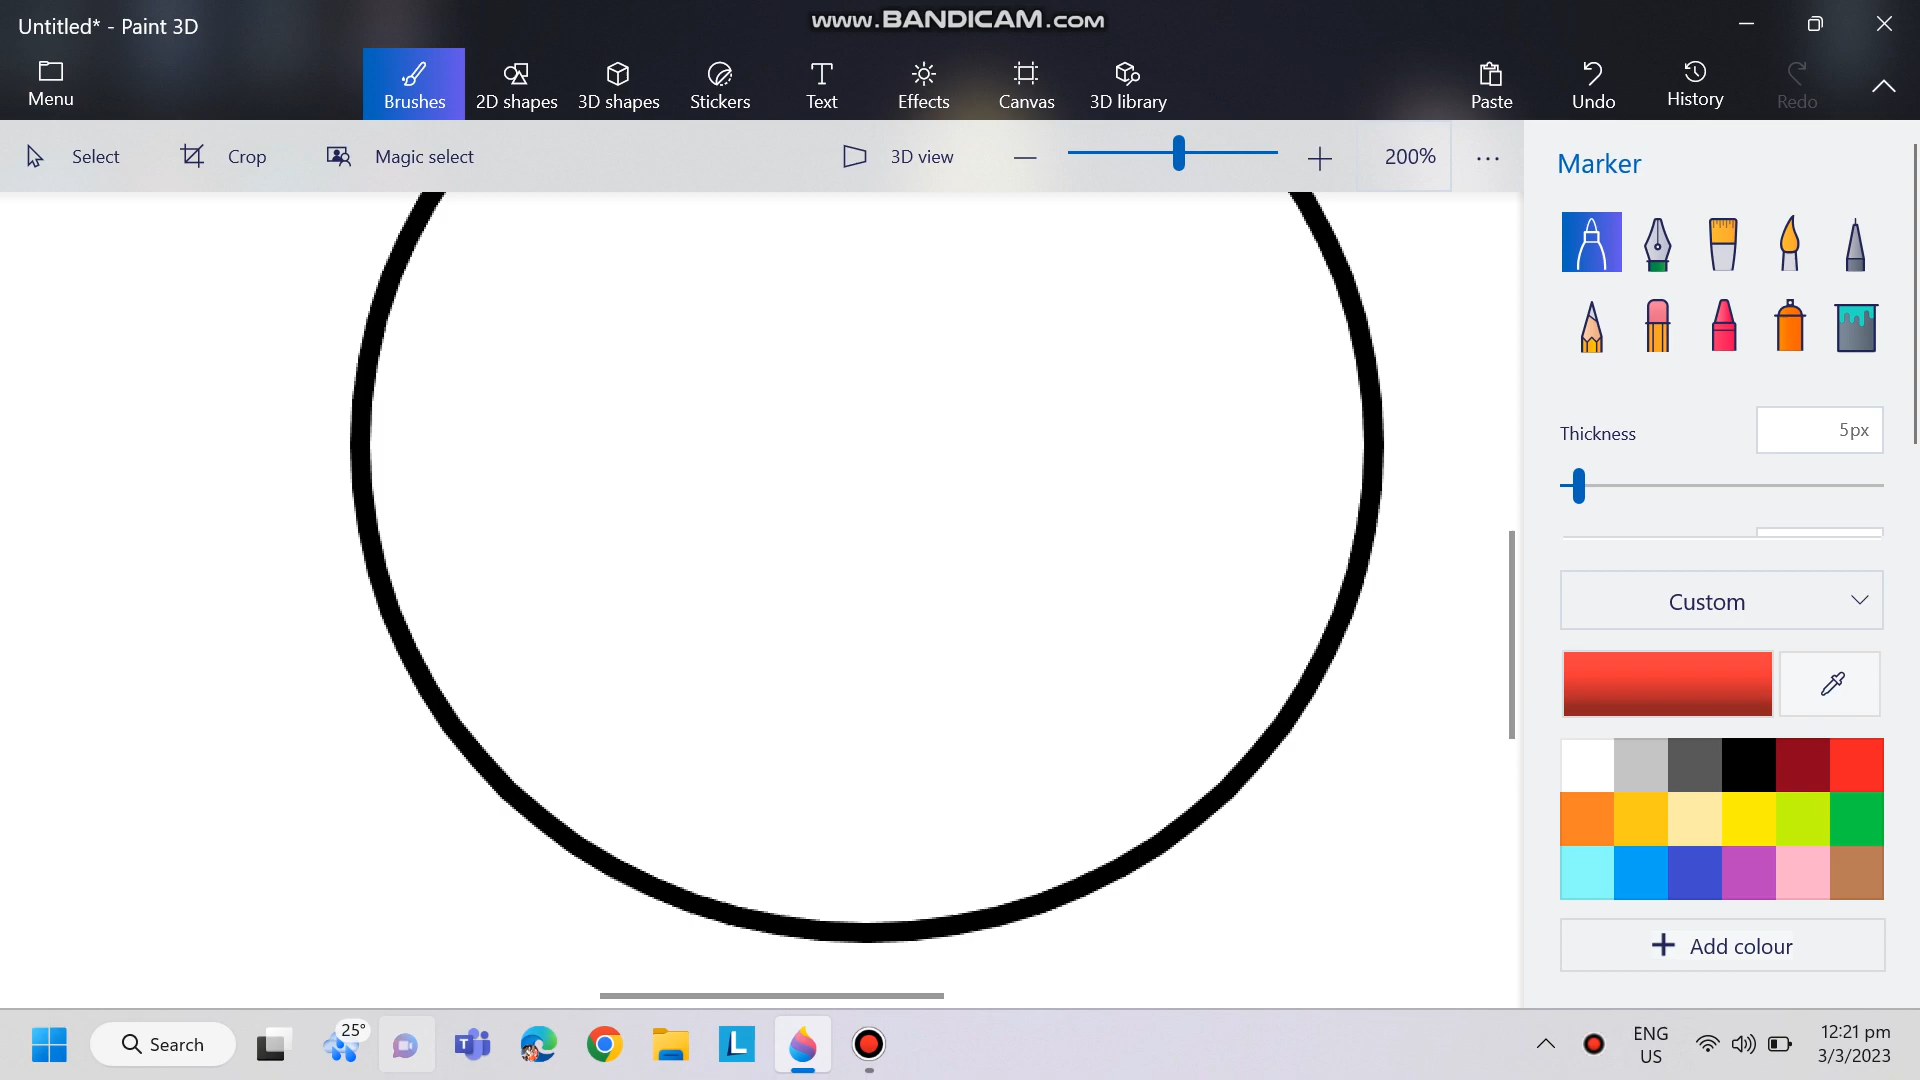 Untitled* - Paint 3D
www.BANDICAM.com
Menu
Brushes
2D shapes
3D shapes
Stickers
Text
Effects
Canvas
3D library
Paste
Undo
History
Redo
Select
Crop
Magic select
3D view
200%
Marker
Thickness
5px
Custom
Add colour
Search
25°
ENG
US
12:21 pm
3/3/2023